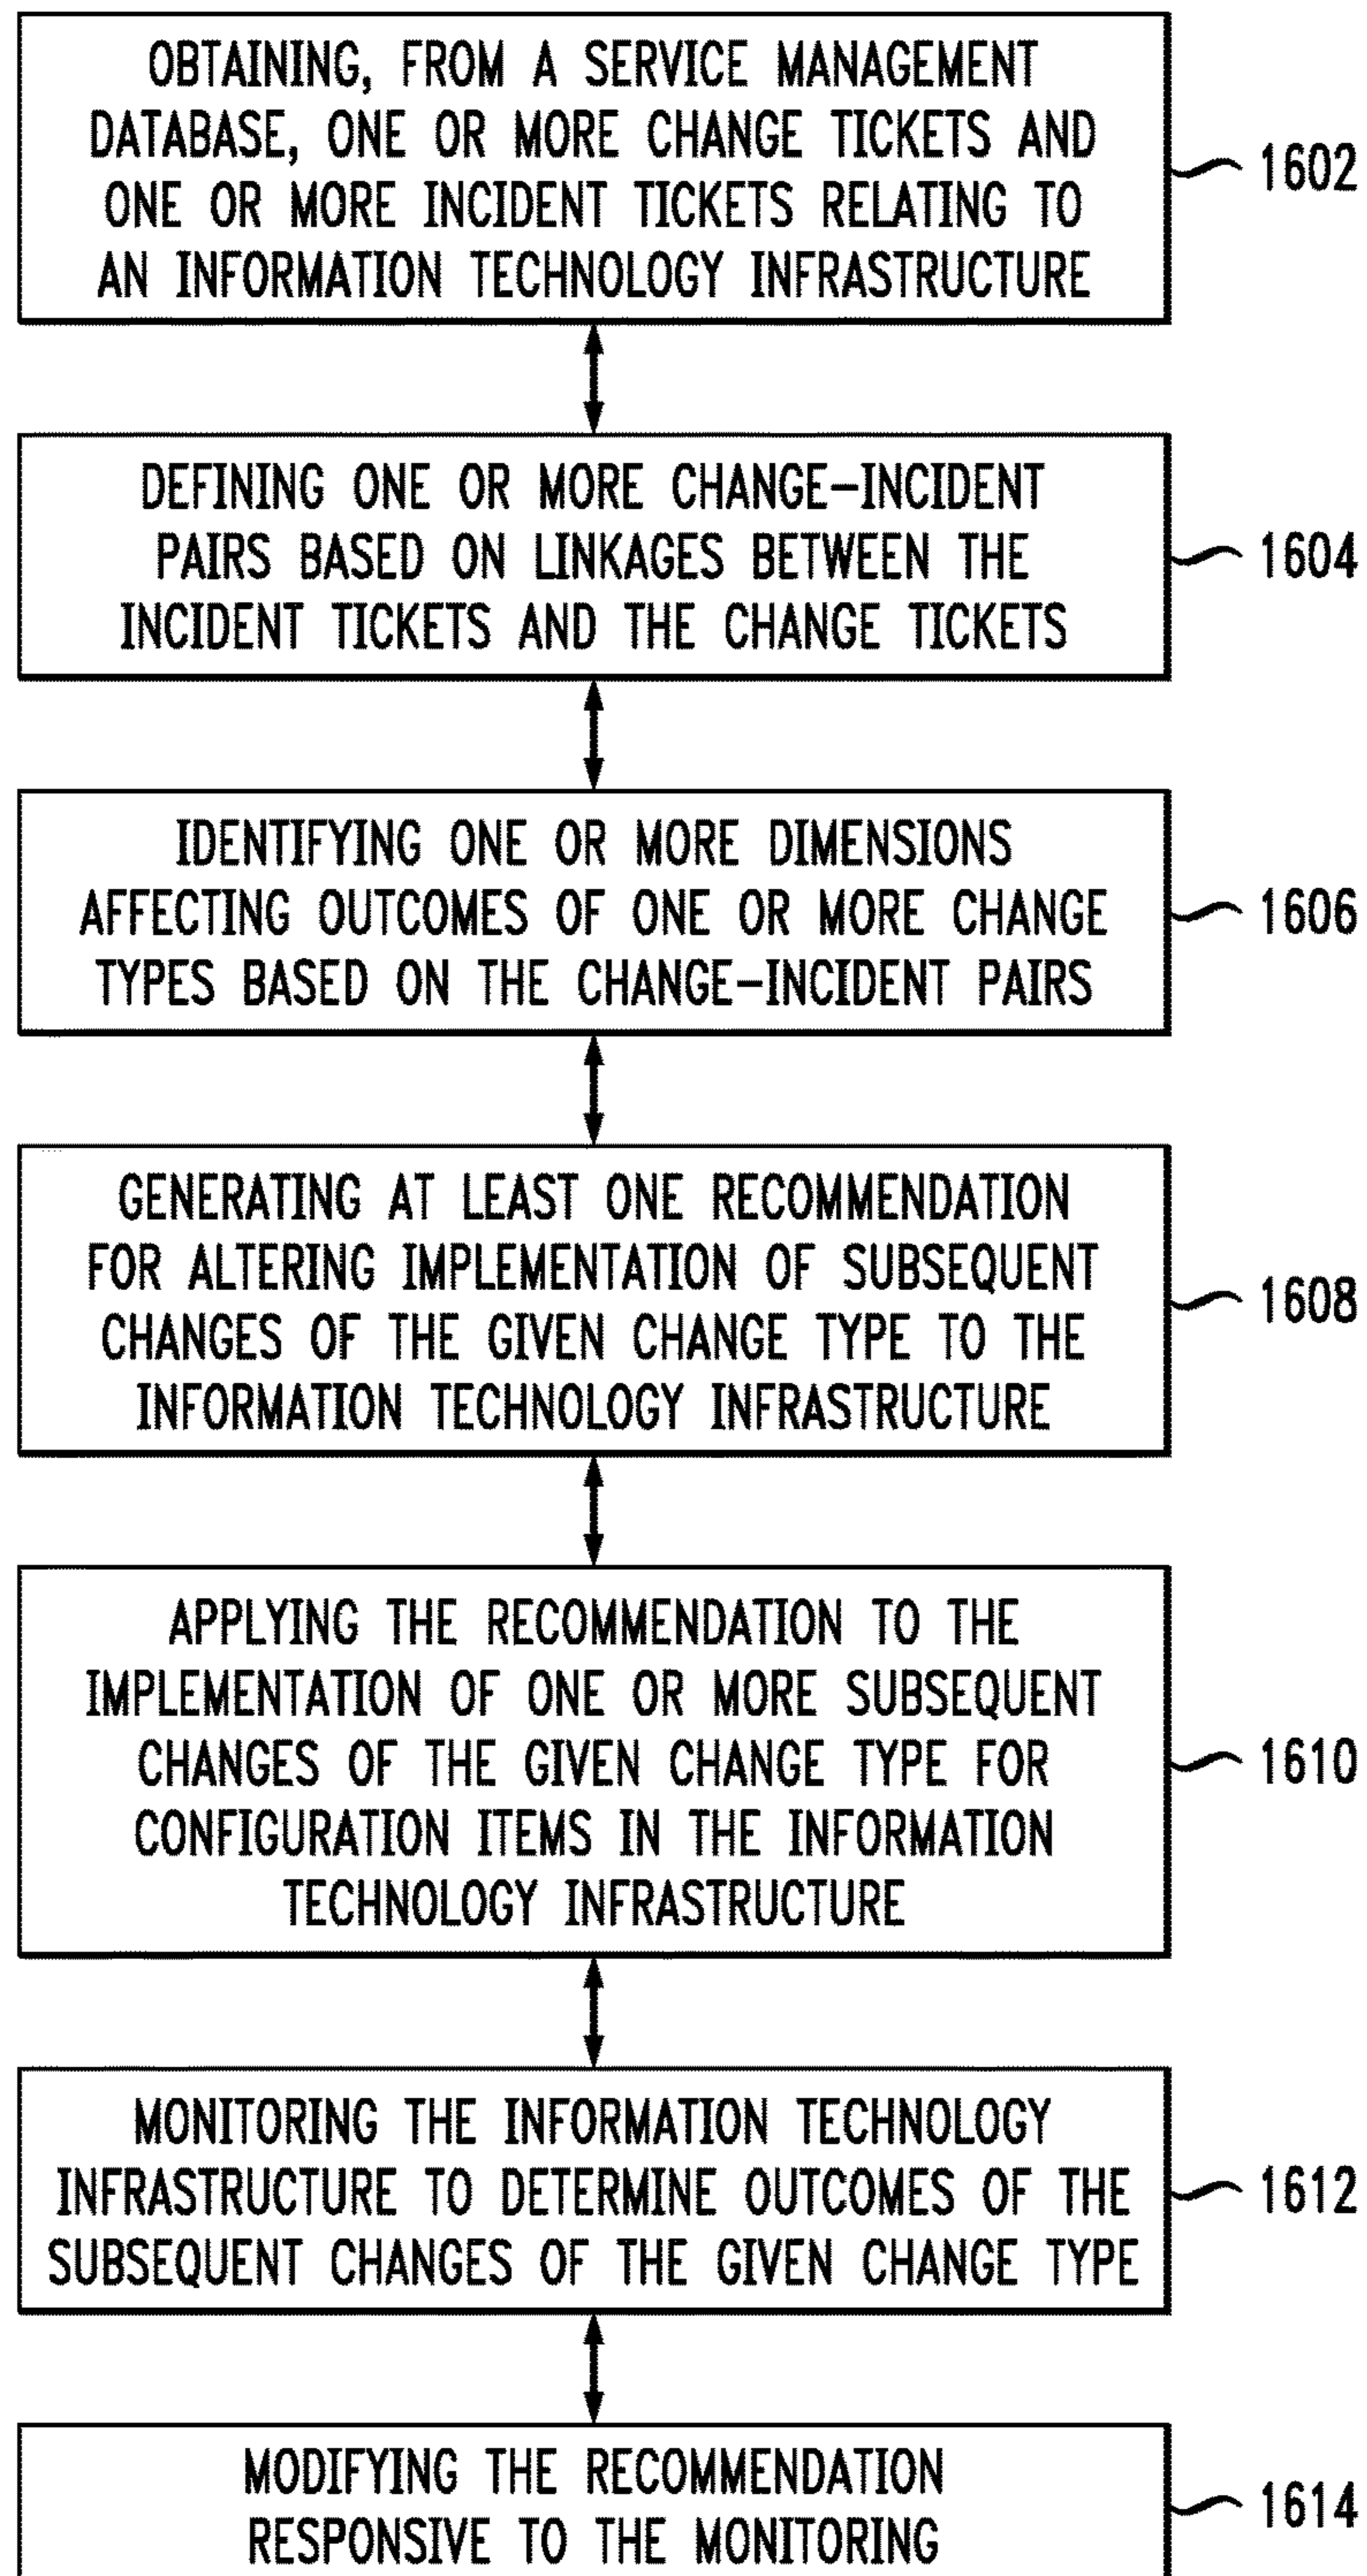 OBTAINING, FROM A SERVICE MANAGEMENT
DATABASE, ONE OR MORE CHANGE TICKETS AND
ONE OR MORE INCIDENT TICKETS RELATING TO
AN INFORMATION TECHNOLOGY INFRASTRUCTURE
1602
DEFINING ONE OR MORE CHANGE-INCIDENT
PAIRS BASED ON LINKAGES BETWEEN THE
INCIDENT TICKETS AND THE CHANGE TICKETS
1604
IDENTIFYING ONE OR MORE DIMENSIONS
AFFECTING OUTCOMES OF ONE OR MORE CHANGE
TYPES BASED ON THE CHANGE-INCIDENT PAIRS
1606
GENERATING AT LEAST ONE RECOMMENDATION
FOR ALTERING IMPLEMENTATION OF SUBSEQUENT
CHANGES OF THE GIVEN CHANGE TYPE TO THE
INFORMATION TECHNOLOGY INFRASTRUCTURE
1608
APPLYING THE RECOMMENDATION TO THE
IMPLEMENTATION OF ONE OR MORE SUBSEQUENT
CHANGES OF THE GIVEN CHANGE TYPE FOR
CONFIGURATION ITEMS IN THE INFORMATION
TECHNOLOGY INFRASTRUCTURE
1610
MONITORING THE INFORMATION TECHNOLOGY
INFRASTRUCTURE TO DETERMINE OUTCOMES OF THE
SUBSEQUENT CHANGES OF THE GIVEN CHANGE TYPE
1612
MODIFYING THE RECOMMENDATION
RESPONSIVE TO THE MONITORING
1614